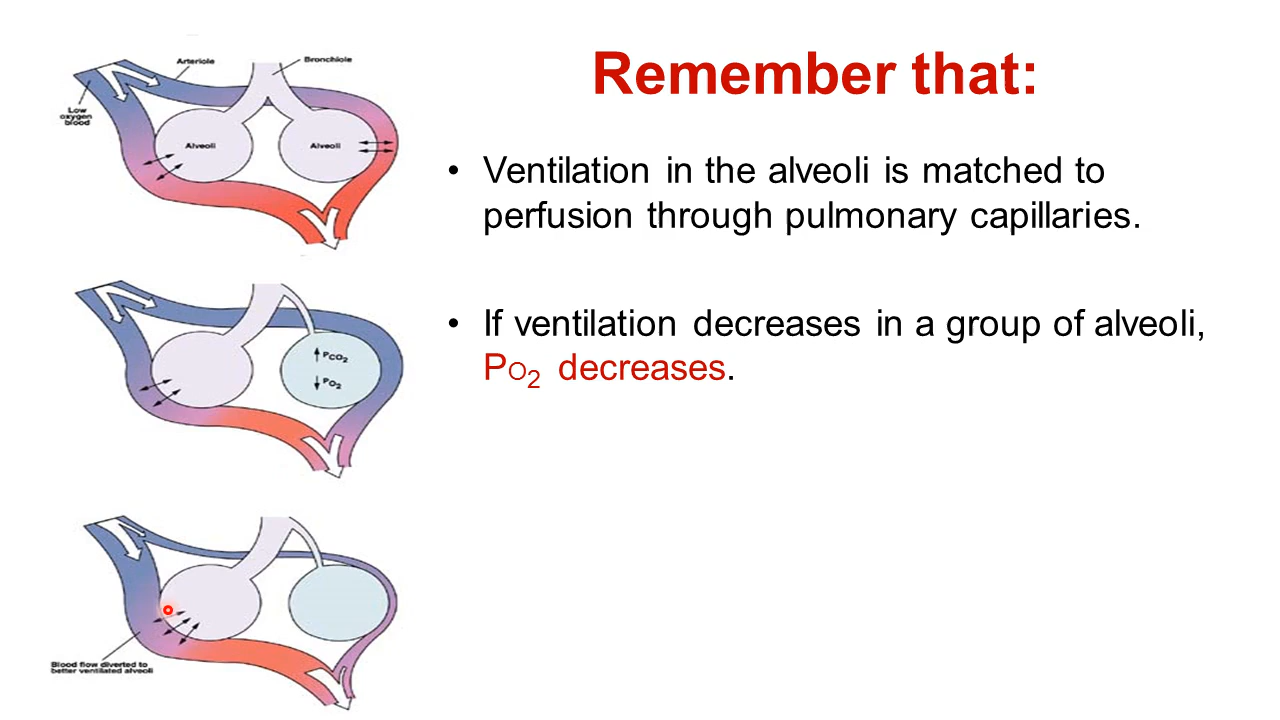 Remember that:
• Ventilation in the alveoli is matched to
perfusion through pulmonary capillaries.
• If ventilation decreases in a group of alveoli,
PO2 decreases.
Arteriole
Bronchiole
Low
oxygen
blood
Alveoli
Alveoli
↑ PCO2
↓ PO2
Blood flow diverted to
better ventilated alveoli